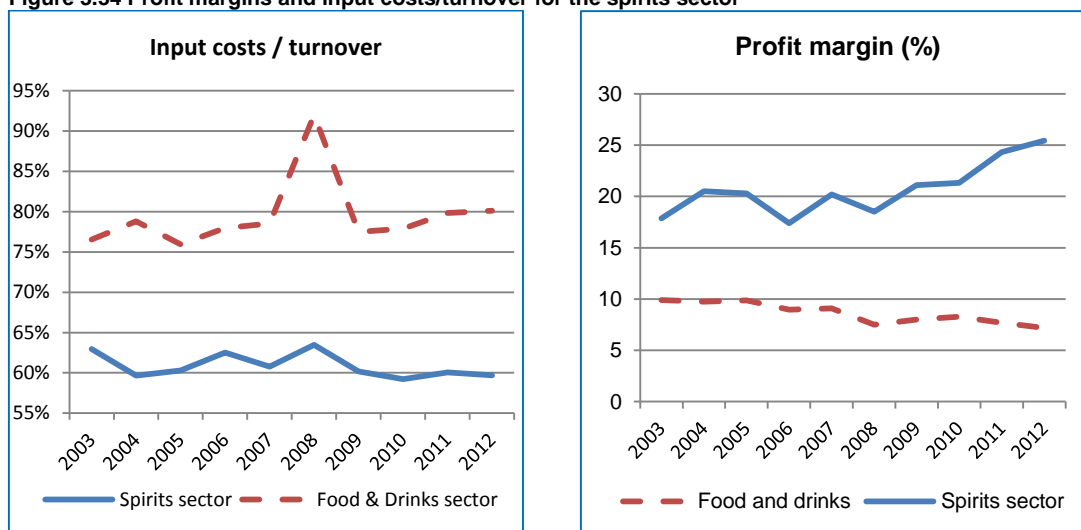 Figure 5.34 Profit margins and input costs/turnover for the spirits sector
Input costs / turnover
95%
90%
85%
80%
75%
70%
65%
60%
55%
2003 2004 2005 2006 2007 2008 2009 2010 2011 2012
Spirits sector Food & Drinks sector
Profit margin (%)
30
25
20
15
10
5
0
2003 2004 2005 2006 2007 2008 2009 2010 2011 2012
Food and drinks Spirits sector